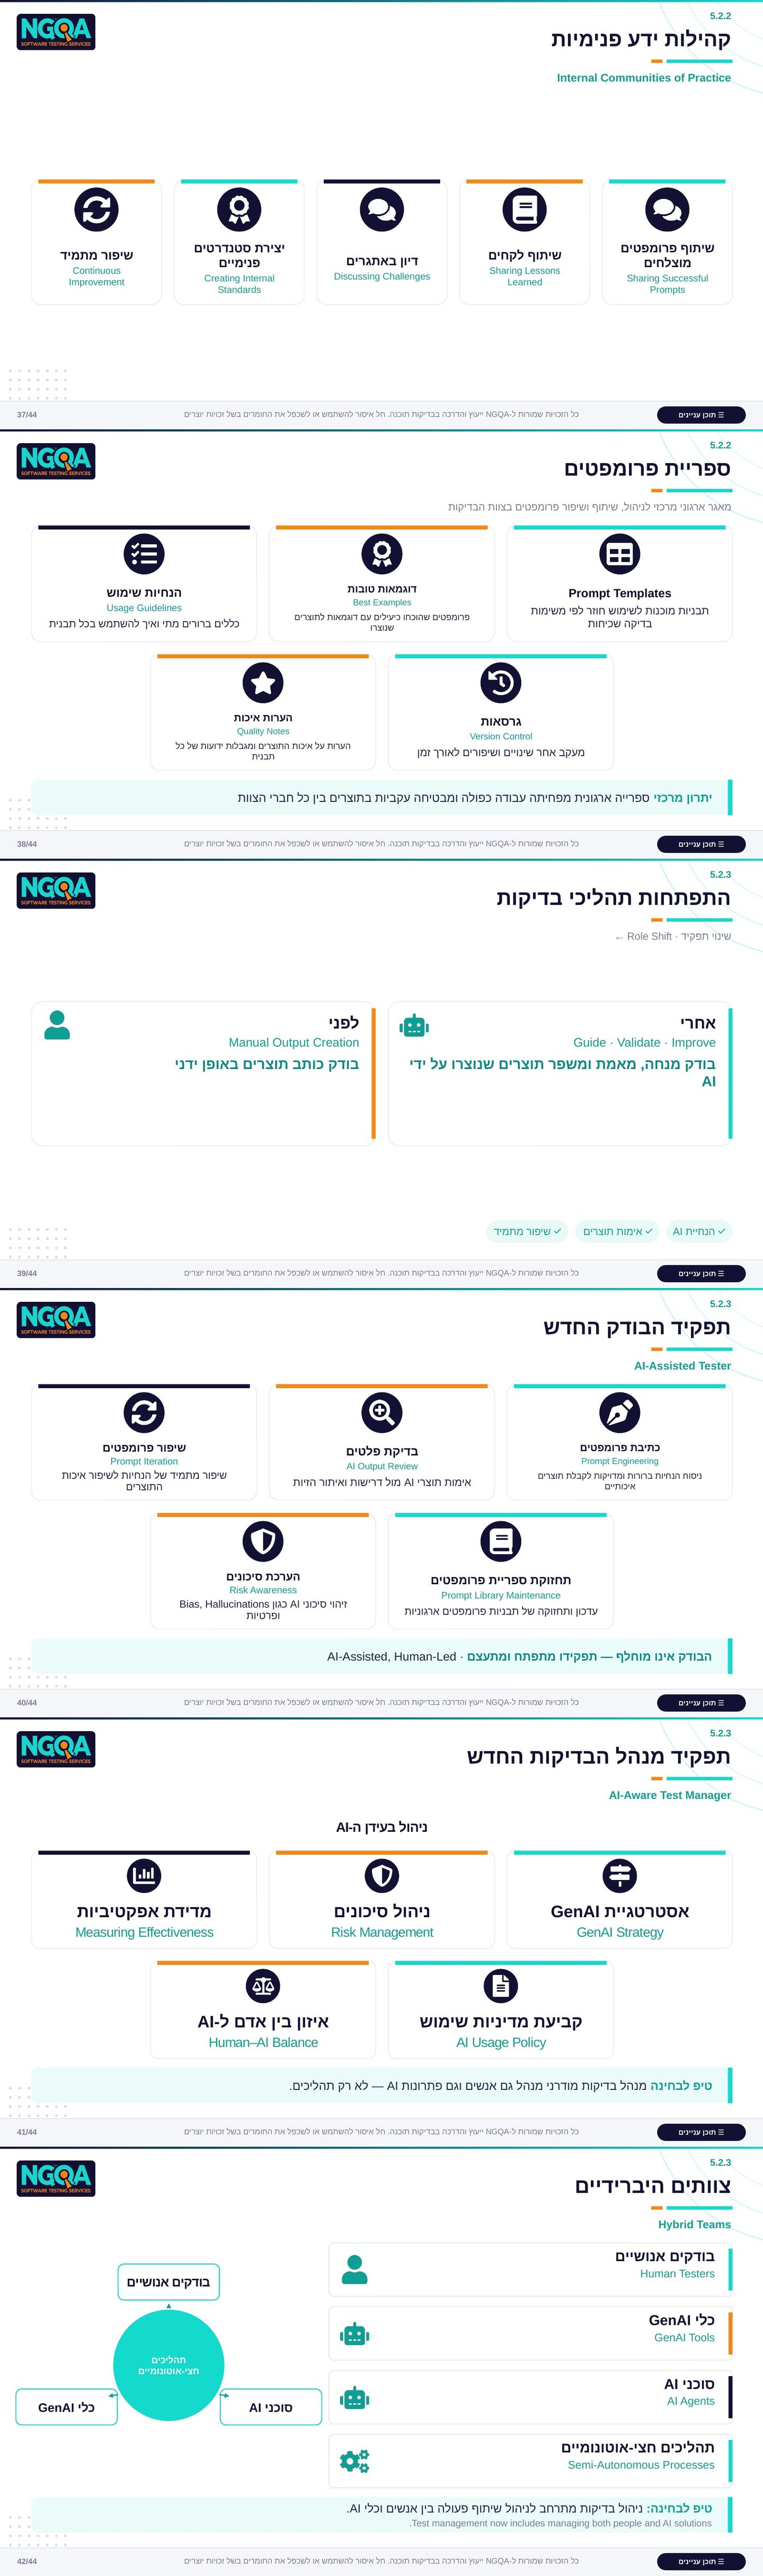 NGQA
SOFTWARE TESTING SERVICES
5.2.2
קהילות ידע פנימיות
Internal Communities of Practice
שיתוף פרומפטים
מוצלחים
Sharing Successful
Prompts
שיתוף לקחים
Sharing Lessons
Learned
דיון באתגרים
Discussing Challenges
יצירת סטנדרטים
פנימיים
Creating Internal
Standards
שיפור מתמיד
Continuous
Improvement
☰ תוכן עניינים
כל הזכויות שמורות ל-NGQA ייעוץ והדרכה בבדיקות תוכנה. חל איסור להשתמש או לשכפל את החומרים בשל זכויות יוצרים
37/44
NGQA
SOFTWARE TESTING SERVICES
5.2.2
ספריית פרומפטים
מאגר ארגוני מרכזי לניהול, שיתוף ושיפור פרומפטים בצוות הבדיקות
Prompt Templates
תבניות מוכנות לשימוש חוזר לפי משימות
בדיקה שכיחות
דוגמאות טובות
Best Examples
פרומפטים שהוכחו כיעילים עם דוגמאות לתוצרים
שנוצרו
הנחיות שימוש
Usage Guidelines
כללים ברורים מתי ואיך להשתמש בכל תבנית
גרסאות
Version Control
מעקב אחר שינויים ושיפורים לאורך זמן
הערות איכות
Quality Notes
הערות על איכות התוצרים ומגבלות ידועות של כל
תבנית
יתרון מרכזי ספרייה ארגונית מפחיתה עבודה כפולה ומבטיחה עקביות בתוצרים בין כל חברי הצוות
☰ תוכן עניינים
כל הזכויות שמורות ל-NGQA ייעוץ והדרכה בבדיקות תוכנה. חל איסור להשתמש או לשכפל את החומרים בשל זכויות יוצרים
38/44
NGQA
SOFTWARE TESTING SERVICES
5.2.3
התפתחות תהליכי בדיקות
שינוי תפקיד · Role Shift ←
אחרי
Guide · Validate · Improve
בודק מנחה, מאמת ומשפר תוצרים שנוצרו על ידי
AI
לפני
Manual Output Creation
בודק כותב תוצרים באופן ידני
✓ הנחיית AI
✓ אימות תוצרים
✓ שיפור מתמיד
☰ תוכן עניינים
כל הזכויות שמורות ל-NGQA ייעוץ והדרכה בבדיקות תוכנה. חל איסור להשתמש או לשכפל את החומרים בשל זכויות יוצרים
39/44
NGQA
SOFTWARE TESTING SERVICES
5.2.3
תפקיד הבודק החדש
AI-Assisted Tester
כתיבת פרומפטים
Prompt Engineering
ניסוח הנחיות ברורות ומדויקות לקבלת תוצרים
איכותיים
בדיקת פלטים
AI Output Review
אימות תוצרי AI מול דרישות ואיתור הזיות
שיפור פרומפטים
Prompt Iteration
שיפור מתמיד של הנחיות לשיפור איכות
התוצרים
תחזוקת ספריית פרומפטים
Prompt Library Maintenance
עדכון ותחזוקה של תבניות פרומפטים ארגוניות
הערכת סיכונים
Risk Awareness
זיהוי סיכוני AI כגון Bias, Hallucinations
ופרטיות
הבודק אינו מוחלף — תפקידו מתפתח ומתעצם · AI-Assisted, Human-Led
☰ תוכן עניינים
כל הזכויות שמורות ל-NGQA ייעוץ והדרכה בבדיקות תוכנה. חל איסור להשתמש או לשכפל את החומרים בשל זכויות יוצרים
40/44
NGQA
SOFTWARE TESTING SERVICES
5.2.3
תפקיד מנהל הבדיקות החדש
AI-Aware Test Manager
ניהול בעידן ה-AI
אסטרטגיית GenAI
GenAI Strategy
ניהול סיכונים
Risk Management
מדידת אפקטיביות
Measuring Effectiveness
קביעת מדיניות שימוש
AI Usage Policy
איזון בין אדם ל-AI
Human–AI Balance
טיפ לבחינה מנהל בדיקות מודרני מנהל גם אנשים וגם פתרונות AI — לא רק תהליכים.
☰ תוכן עניינים
כל הזכויות שמורות ל-NGQA ייעוץ והדרכה בבדיקות תוכנה. חל איסור להשתמש או לשכפל את החומרים בשל זכויות יוצרים
41/44
NGQA
SOFTWARE TESTING SERVICES
5.2.3
צוותים היברידיים
Hybrid Teams
בודקים אנושיים
Human Testers
כלי GenAI
GenAI Tools
סוכני AI
AI Agents
תהליכים חצי-אוטונומיים
Semi-Autonomous Processes
בודקים אנושיים
תהליכים
חצי-אוטונומיים
סוכני AI
כלי GenAI
טיפ לבחינה: ניהול בדיקות מתרחב לניהול שיתוף פעולה בין אנשים וכלי AI.
.Test management now includes managing both people and AI solutions
☰ תוכן עניינים
כל הזכויות שמורות ל-NGQA ייעוץ והדרכה בבדיקות תוכנה. חל איסור להשתמש או לשכפל את החומרים בשל זכויות יוצרים
42/44